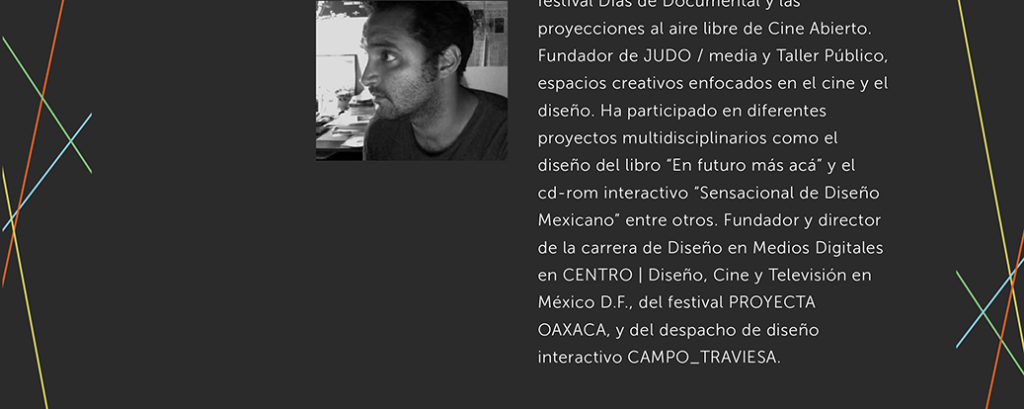 festival Días de Documental y las
proyecciones al aire libre de Cine Abierto.
Fundador de JUDO / media y Taller Público,
espacios creativos enfocados en el cine y el
diseño. Ha participado en diferentes
proyectos multidisciplinarios como el
diseño del libro “En futuro más acá” y el
cd-rom interactivo “Sensacional de Diseño
Mexicano” entre otros. Fundador y director
de la carrera de Diseño en Medios Digitales
en CENTRO | Diseño, Cine y Televisión en
México D.F., del festival PROYECTA
OAXACA, y del despacho de diseño
interactivo CAMPO_TRAVIESA.